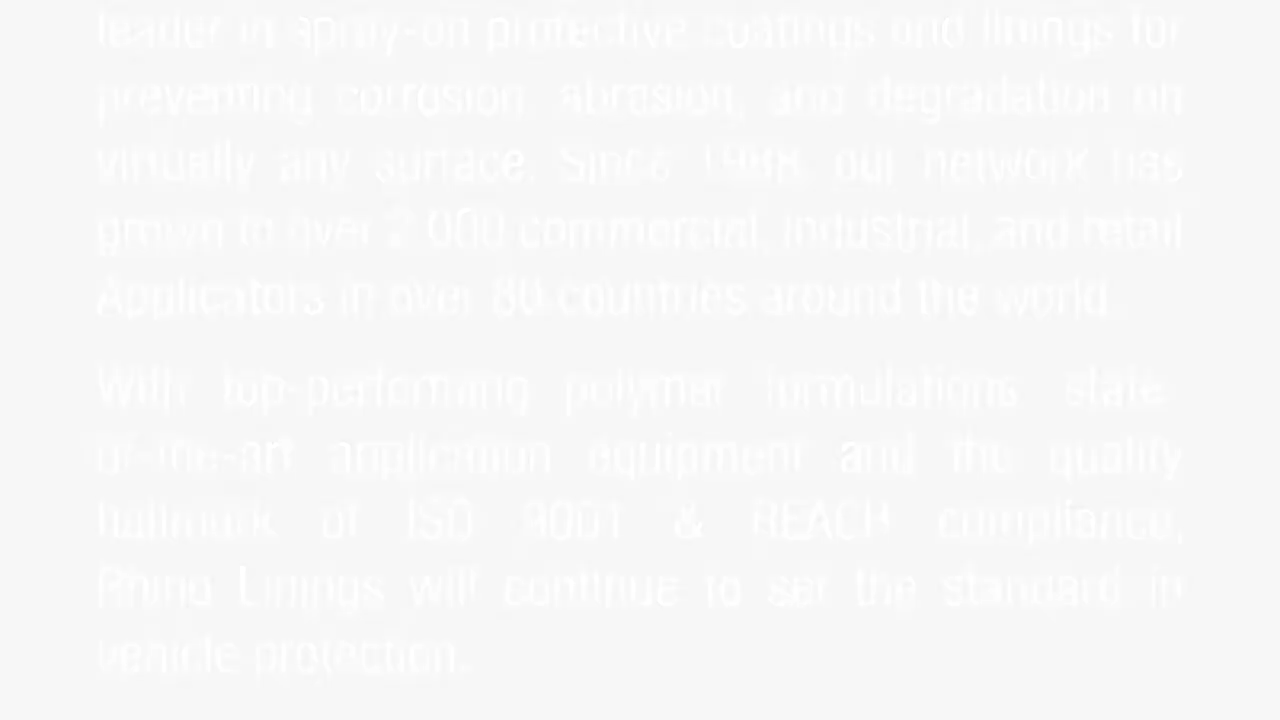 leader in spray-on protective coatings and linings for
preventing corrosion, abrasion, and degradation on
virtually any surface. Since 1988, our network has
grown to over 2,000 commercial, industrial, and retail
Applicators in over 80 countries around the world.
With top-performing polymer formulations, state-
of-the-art application equipment and the quality
hallmark of ISO 9001 & REACH compliance,
Rhino Linings will continue to set the standard in
vehicle protection.